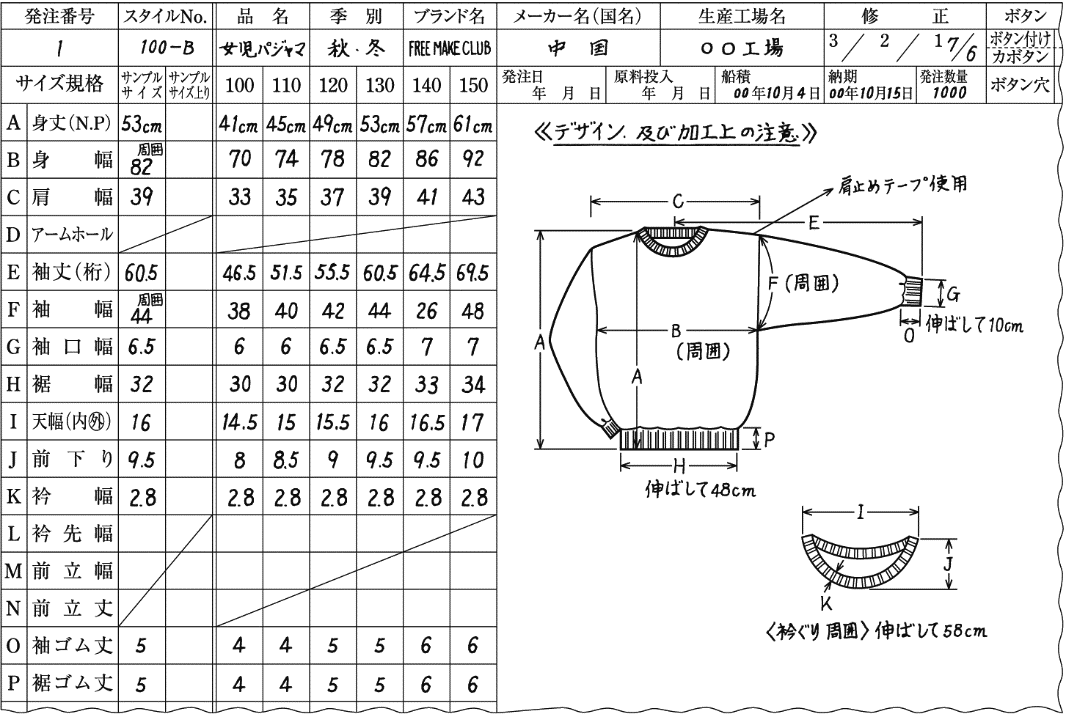 発注番号 スタイルNo. 品名 季別 ブランド名 メーカー名(国名) 生産工場名 修正 ボタン
1 100-B 女児パジャマ 秋・冬 FREE MAKE CLUB 中国 ○○工場 3/2/17/6 ボタン付け
カボタン
サイズ規格 サンプルサイズ サンプルサイズ上り 100 110 120 130 140 150 発注日 年 月 日 原料投入 年 月 日 船積 00年10月4日 納期 00年10月15日 発注数量 1000 ボタン穴
A 身丈(N.P) 53cm 41cm 45cm 49cm 53cm 57cm 61cm
B 身幅 周囲 82 70 74 78 82 86 92
C 肩幅 39 33 35 37 39 41 43
D アームホール
E 袖丈(裄) 60.5 46.5 51.5 55.5 60.5 64.5 69.5
F 袖幅 周囲 44 38 40 42 44 26 48
G 袖口幅 6.5 6 6 6.5 6.5 7 7
H 裾幅 32 30 30 32 32 33 34
I 天幅(内㊙外) 16 14.5 15 15.5 16 16.5 17
J 前下り 9.5 8 8.5 9 9.5 9.5 10
K 衿幅 2.8 2.8 2.8 2.8 2.8 2.8 2.8
L 衿先幅
M 前立幅
N 前立丈
O 袖ゴム丈 5 4 4 5 5 6 6
P 裾ゴム丈 5 4 4 5 5 6 6
≪デザイン、及び加工上の注意≫
肩止めテープ使用
C
E
F(周囲)
G
伸ばして10cm
O
A
B
(周囲)
A
P
H
伸ばして48cm
I
J
K
〈衿ぐり周囲〉伸ばして58cm